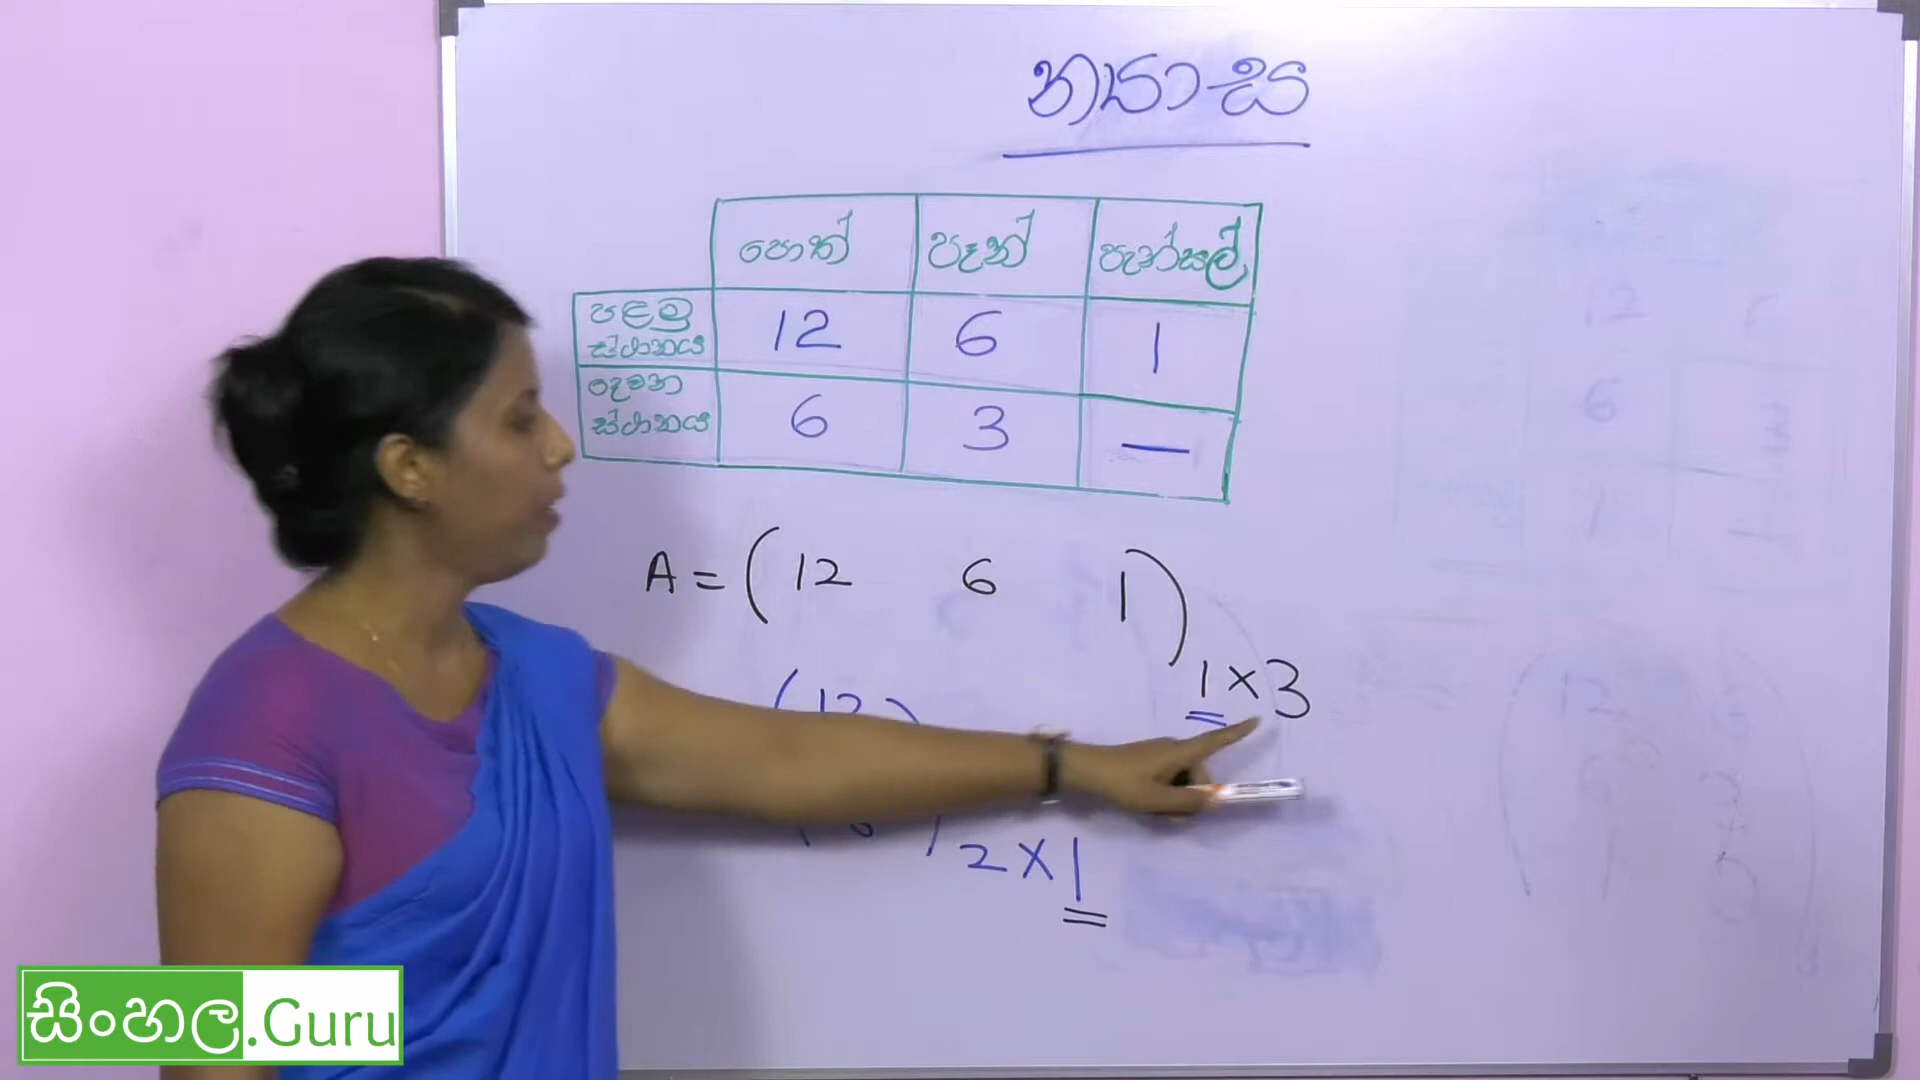 න්‍යාස
පොත් පෑන් පැන්සල්
පළමු ස්ථානය 12 6 1
දෙවන ස්ථානය 6 3 —
A = ( 12 6 1 ) 1 × 3
( 12 )
2 × 1
සිංහල.Guru